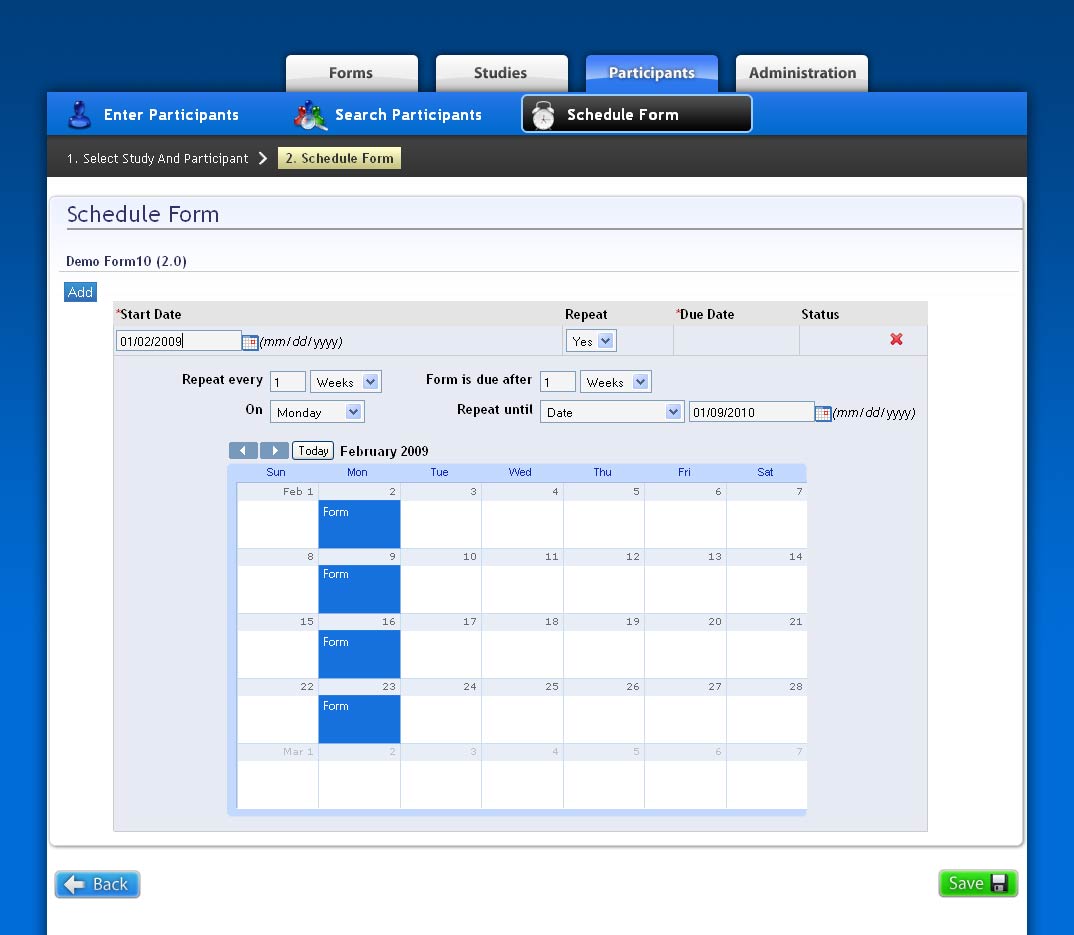 Forms Studies Participants Administration
Enter Participants Search Participants Schedule Form
1. Select Study And Participant 2. Schedule Form
Schedule Form
Demo Form10 (2.0)
Add
*Start Date Repeat *Due Date Status
01/02/2009 (mm/dd/yyyy) Yes
Repeat every 1 Weeks Form is due after 1 Weeks
On Monday Repeat until Date 01/09/2010 (mm/dd/yyyy)
Today February 2009
Sun Mon Tue Wed Thu Fri Sat
Feb 1 2 3 4 5 6 7
Form
8 9 10 11 12 13 14
Form
15 16 17 18 19 20 21
Form
22 23 24 25 26 27 28
Form
Mar 1 2 3 4 5 6 7
Back Save